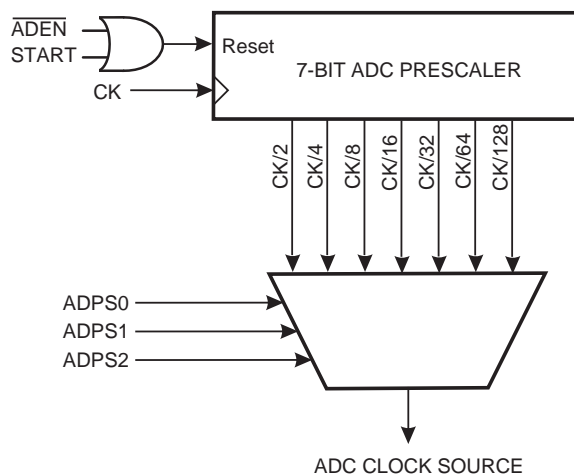 ADEN
START
Reset
7-BIT ADC PRESCALER
CK
CK/2
CK/4
CK/8
CK/16
CK/32
CK/64
CK/128
ADPS0
ADPS1
ADPS2
ADC CLOCK SOURCE